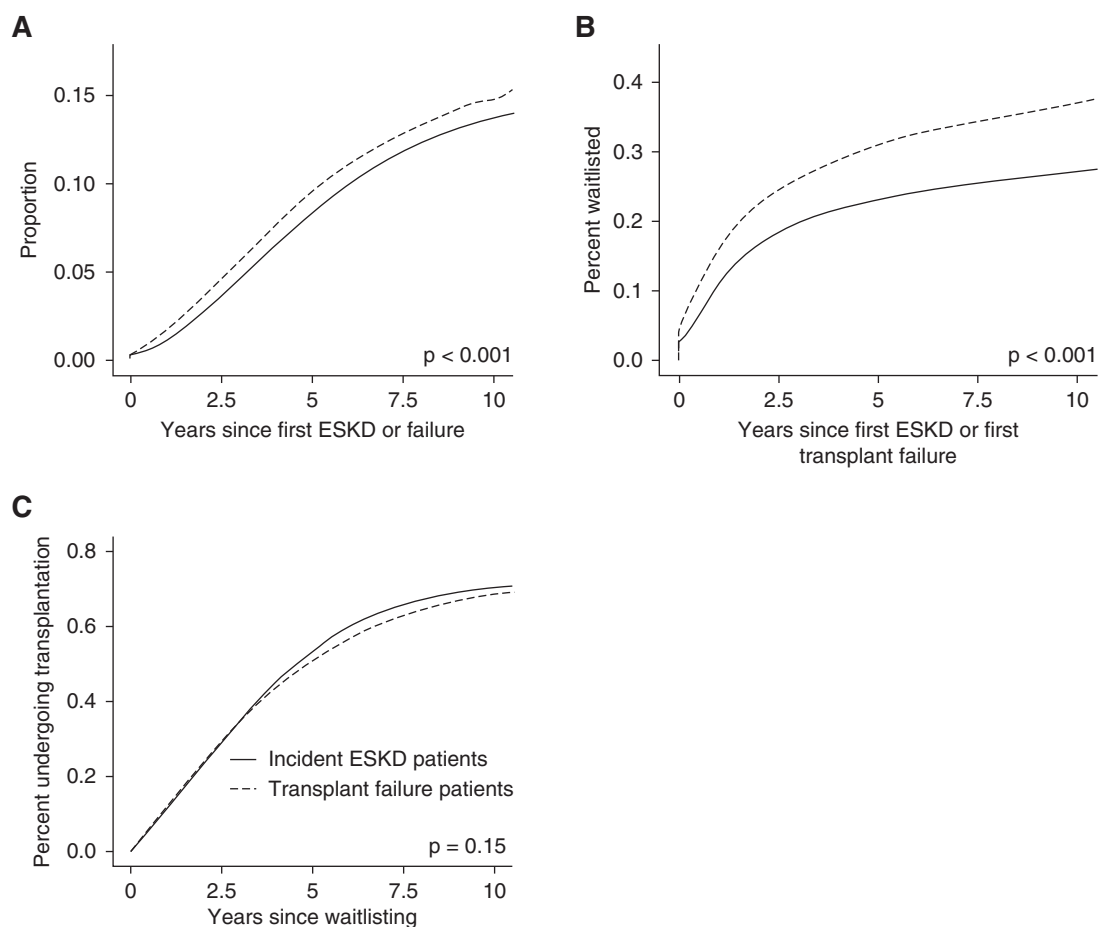 A
0.15
0.10
0.05
0.00
Proportion
p < 0.001
0
2.5
5
7.5
10
Years since first ESKD or failure
B
0.4
0.3
0.2
0.1
0.0
Percent waitlisted
p < 0.001
0
2.5
5
7.5
10
Years since first ESKD or first
transplant failure
C
0.8
0.6
0.4
0.2
0.0
Percent undergoing transplantation
Incident ESKD patients
Transplant failure patients
p = 0.15
0
2.5
5
7.5
10
Years since waitlisting